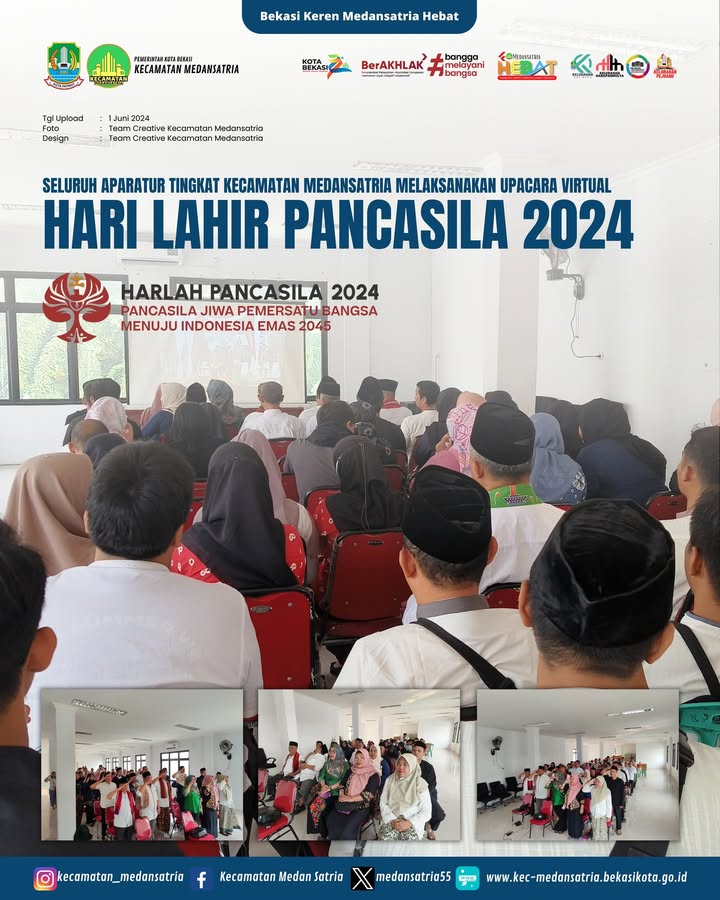 Bekasi Keren Medansatria Hebat
PEMERINTAH KOTA BEKASI
KECAMATAN MEDANSATRIA
KECAMATAN
MEDANSATRIA
KOTA
BEKASI
BerAKHLAK
#bangga
melayani
bangsa
MEDANSATRIA
HEBAT
Tgl Upload : 1 Juni 2024
Foto : Team Creative Kecamatan Medansatria
Design : Team Creative Kecamatan Medansatria
SELURUH APARATUR TINGKAT KECAMATAN MEDANSATRIA MELAKSANAKAN UPACARA VIRTUAL
HARI LAHIR PANCASILA 2024
HARLAH PANCASILA 2024
PANCASILA JIWA PEMERSATU BANGSA
MENUJU INDONESIA EMAS 2045
kecamatan_medansatria
Kecamatan Medan Satria
medansatria55
www.kec-medansatria.bekasikota.go.id